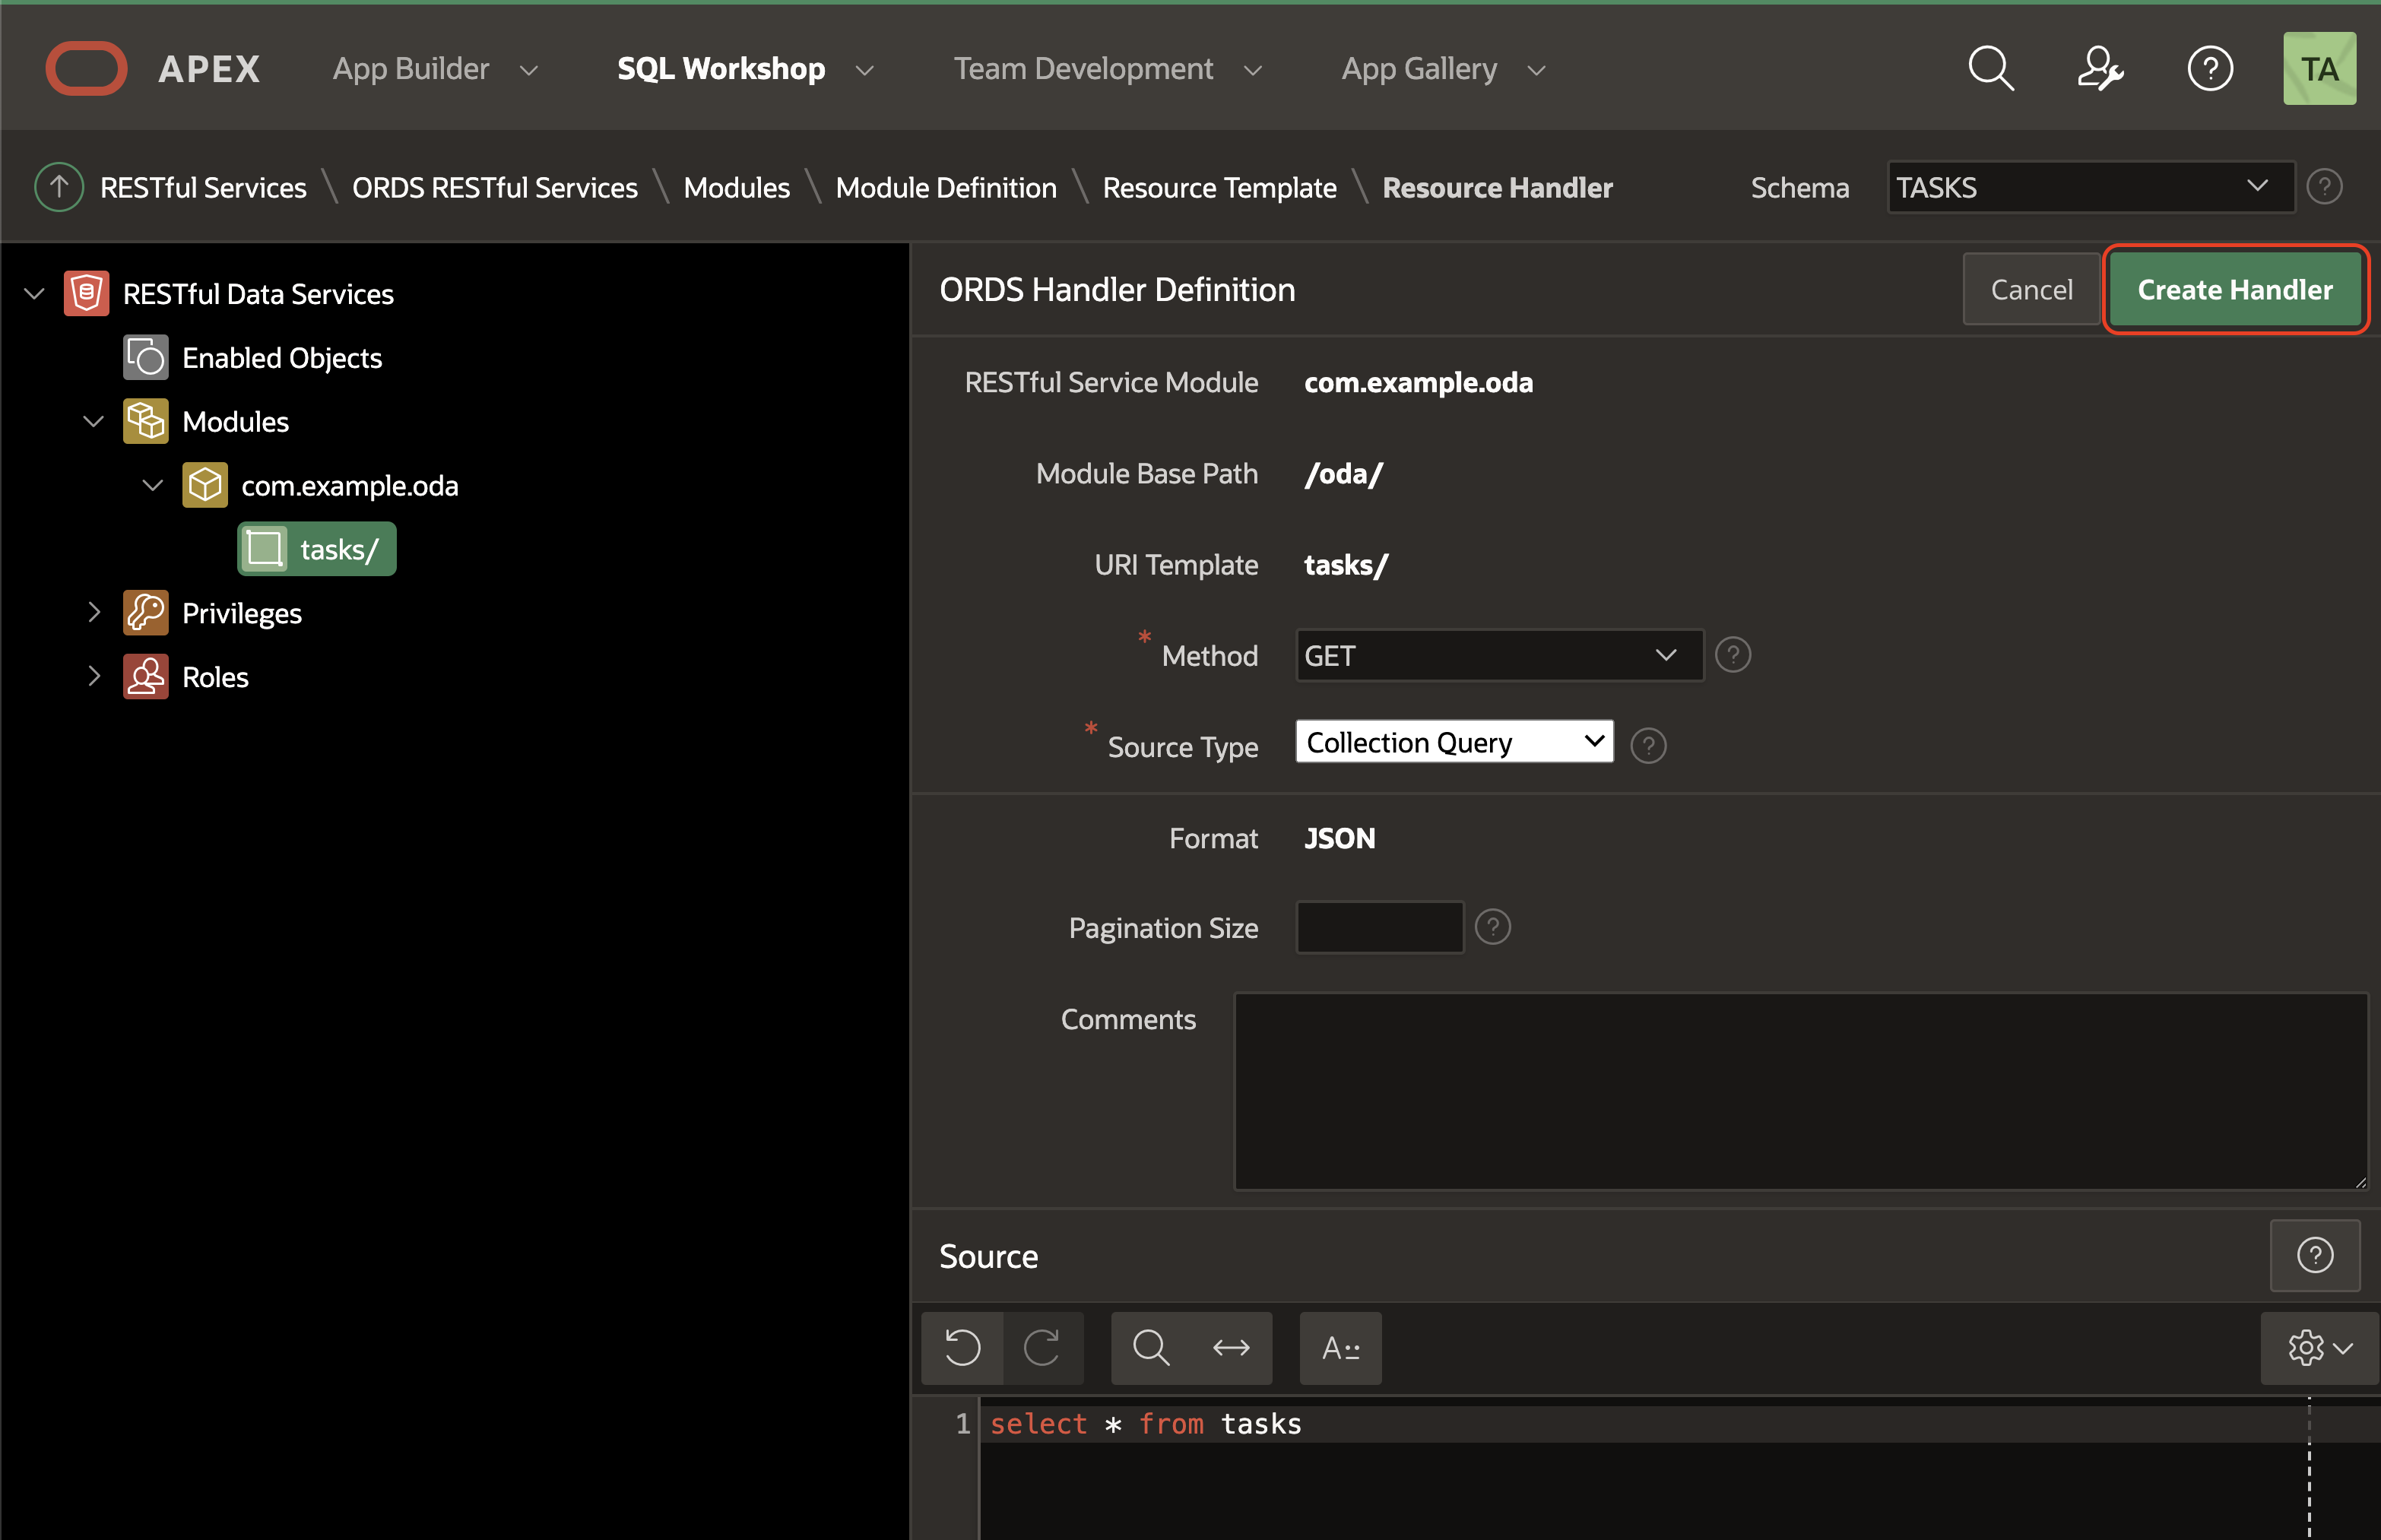 APEX App Builder SQL Workshop Team Development App Gallery TA
RESTful Services \ ORDS RESTful Services \ Modules \ Module Definition \ Resource Template \ Resource Handler Schema TASKS
RESTful Data Services
Enabled Objects
Modules
com.example.oda
tasks/
Privileges
Roles
ORDS Handler Definition Cancel Create Handler
RESTful Service Module com.example.oda
Module Base Path /oda/
URI Template tasks/
* Method GET
* Source Type Collection Query
Format JSON
Pagination Size
Comments
Source
A
1 select * from tasks